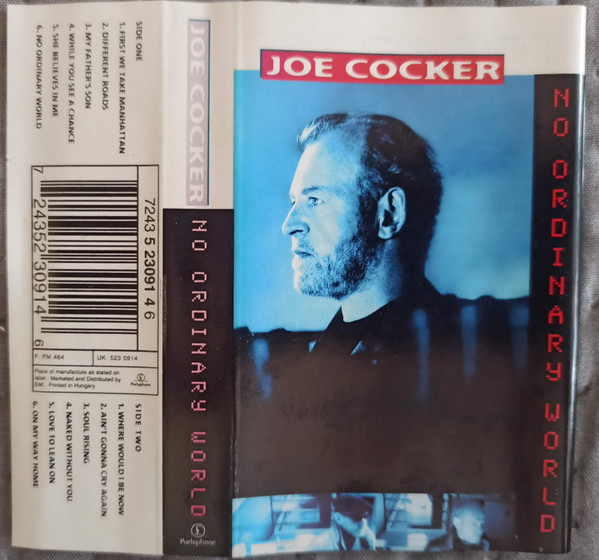 SIDE ONE
1. FIRST WE TAKE MANHATTAN
2. DIFFERENT ROADS
3. MY FATHER'S SON
4. WHILE YOU SEE A CHANCE
5. SHE BELIEVES IN ME
6. NO ORDINARY WORLD
7243 5 23091 4 6
7 24352 30914 6
F: PM 464
UK: 523 0914
Place of manufacture as stated on
label. Marketed and Distributed by
EMI. Printed in Hungary
Parlophone
SIDE TWO
1. WHERE WOULD I BE NOW
2. AIN'T GONNA CRY AGAIN
3. SOUL RISING
4. NAKED WITHOUT YOU
5. LOVE TO LEAN ON
6. ON MY WAY HOME
JOE COCKER
NO ORDINARY WORLD
Parlophone
JOE COCKER
NO ORDINARY WORLD